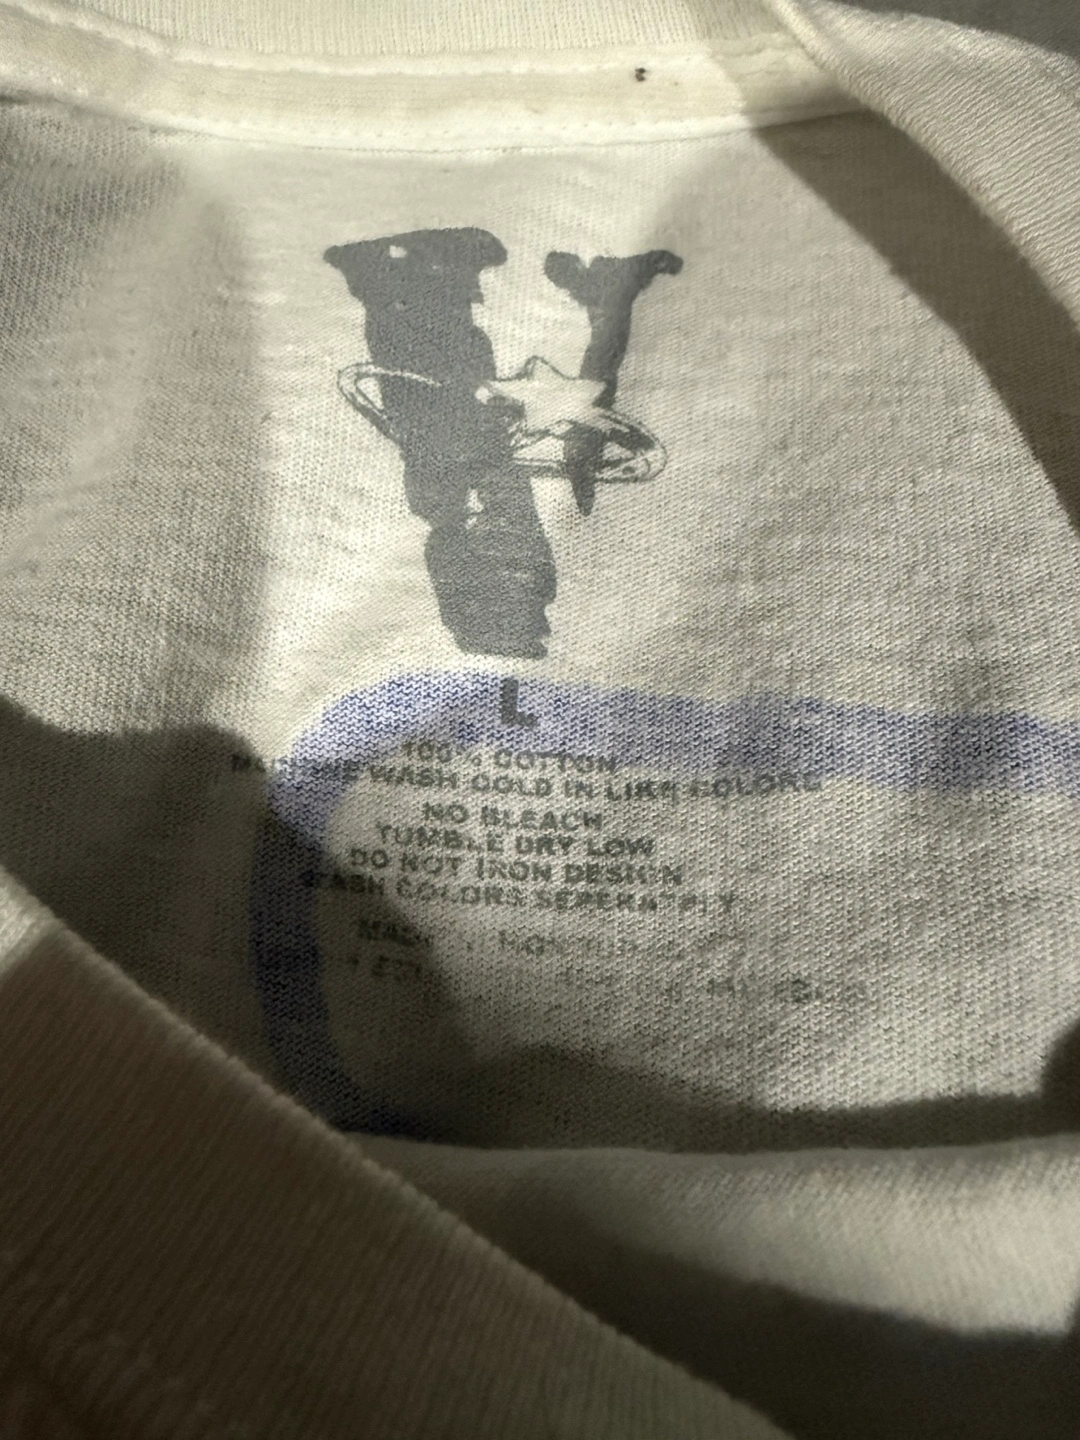 V
L
100% COTTON
MACHINE WASH COLD IN LIKE COLORS
NO BLEACH
TUMBLE DRY LOW
DO NOT IRON DESIGN
WASH COLORS SEPERATELY